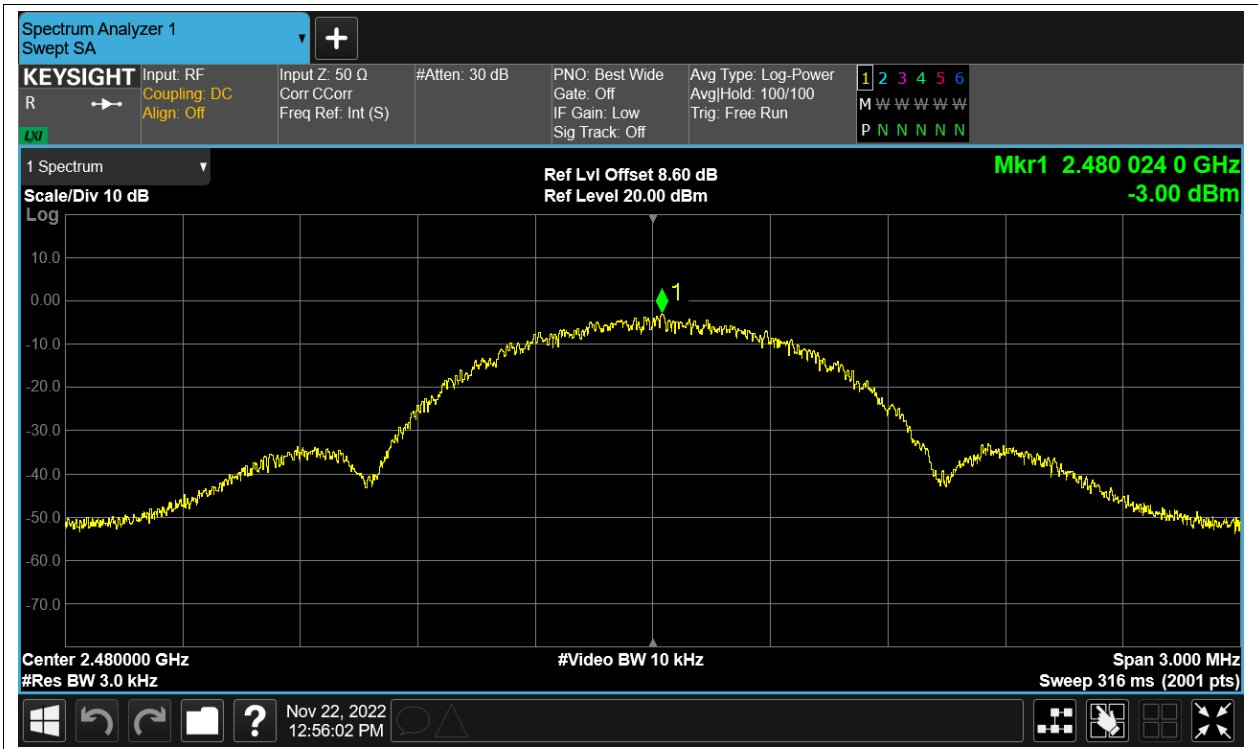 Spectrum Analyzer 1
Swept SA
KEYSIGHT
R
LXI
Input: RF
Coupling: DC
Align: Off
Input Z: 50 Ω
Corr CCorr
Freq Ref: Int (S)
#Atten: 30 dB
PNO: Best Wide
Gate: Off
IF Gain: Low
Sig Track: Off
Avg Type: Log-Power
Avg|Hold: 100/100
Trig: Free Run
1 2 3 4 5 6
M W W W W W
P N N N N N
1 Spectrum
Scale/Div 10 dB
Ref Lvl Offset 8.60 dB
Ref Level 20.00 dBm
Mkr1 2.480 024 0 GHz
-3.00 dBm
Log
10.0
0.00
-10.0
-20.0
-30.0
-40.0
-50.0
-60.0
-70.0
1
Center 2.480000 GHz
#Res BW 3.0 kHz
#Video BW 10 kHz
Span 3.000 MHz
Sweep 316 ms (2001 pts)
?
Nov 22, 2022
12:56:02 PM